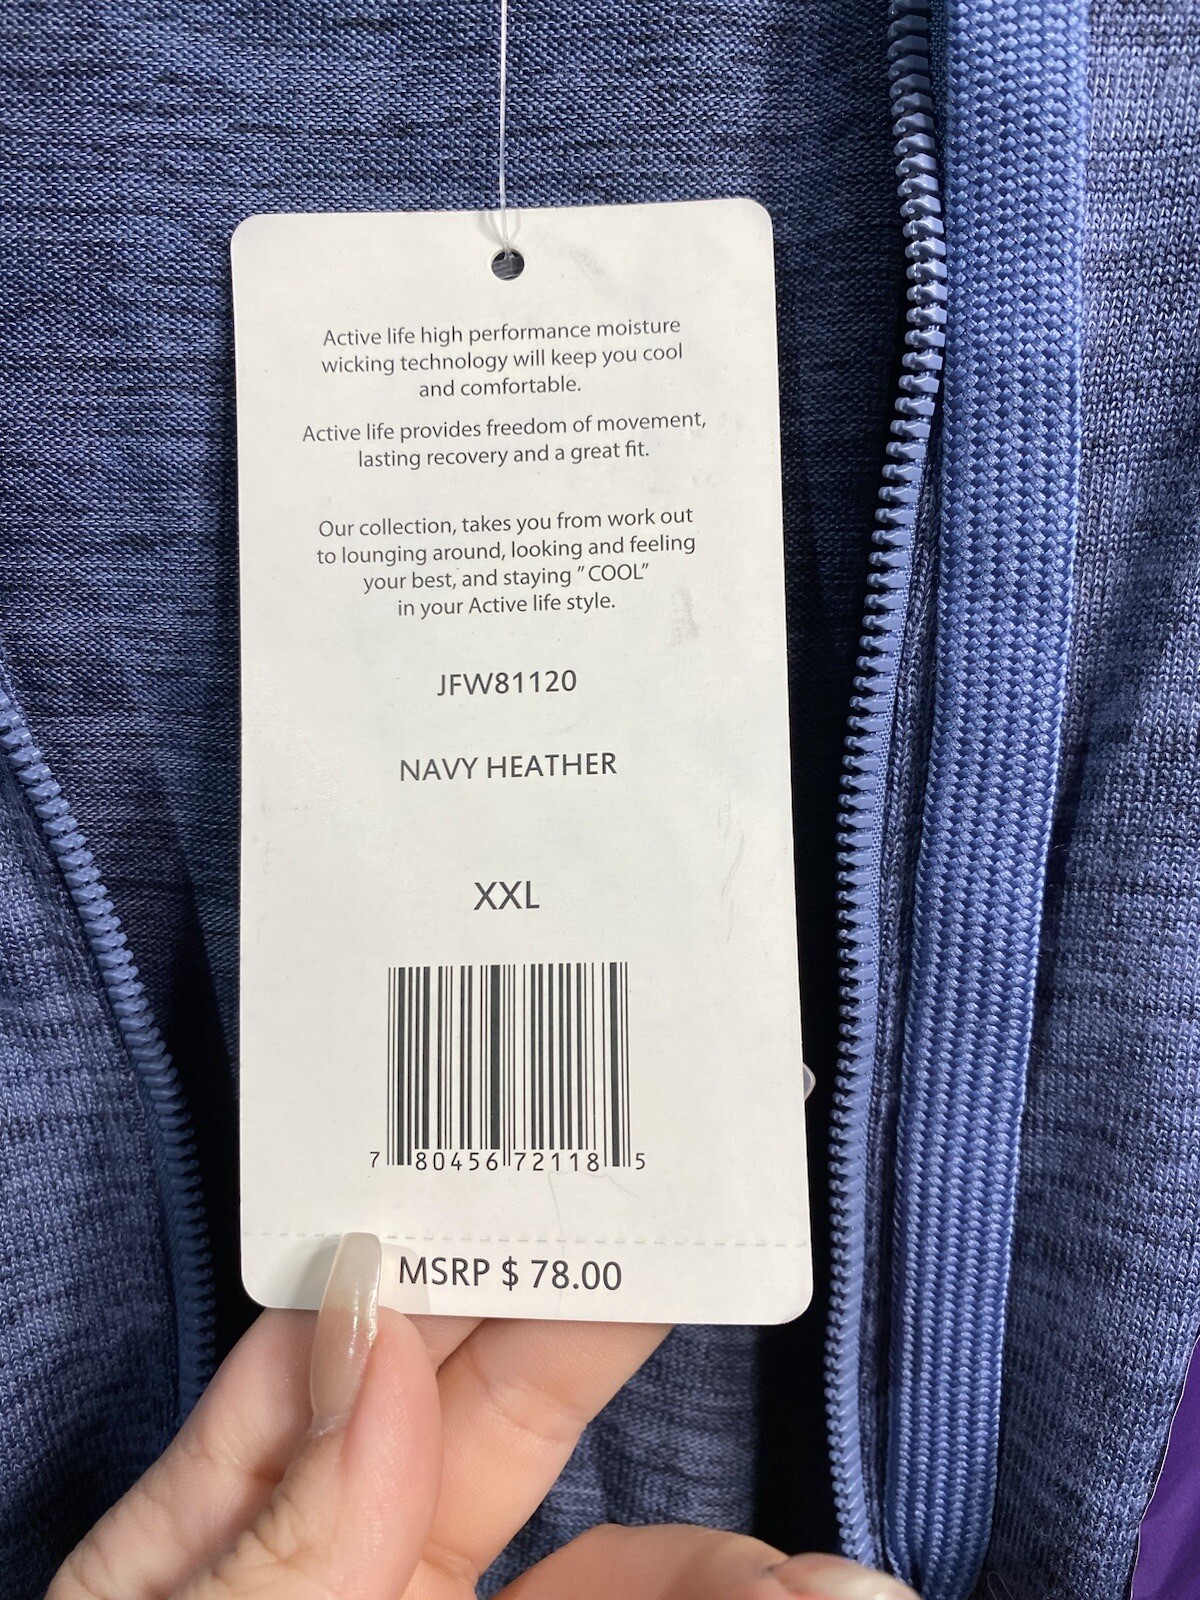 Active life high performance moisture
wicking technology will keep you cool
and comfortable.
Active life provides freedom of movement,
lasting recovery and a great fit.
Our collection, takes you from work out
to lounging around, looking and feeling
your best, and staying "COOL"
in your Active life style.
JFW81120
NAVY HEATHER
XXL
7 80456 72118 5
MSRP $ 78.00